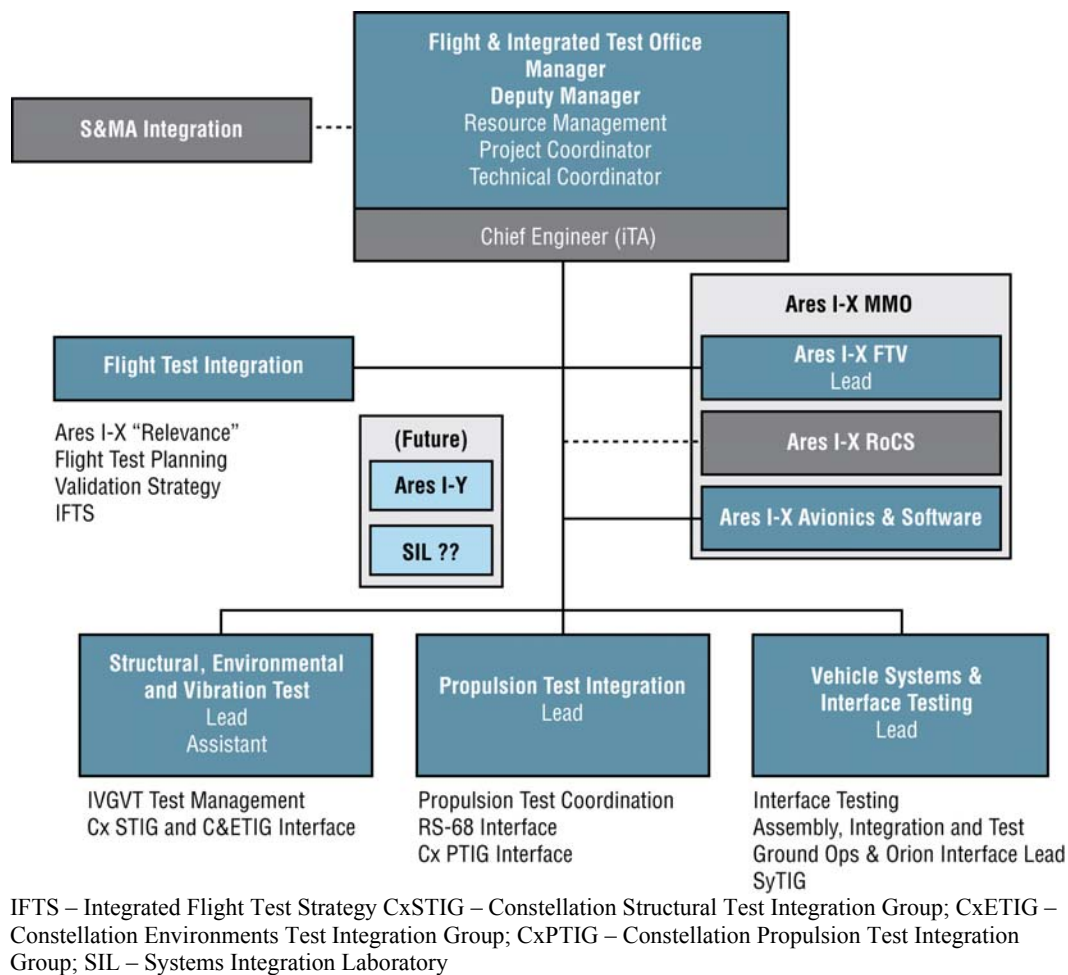 Flight & Integrated Test Office
Manager
Deputy Manager
Resource Management
Project Coordinator
Technical Coordinator
S&MA Integration
Chief Engineer (iTA)
Ares I-X MMO
Flight Test Integration
Ares I-X FTV
Lead
Ares I-X “Relevance”
Flight Test Planning
Validation Strategy
IFTS
(Future)
Ares I-Y
SIL ??
Ares I-X RoCS
Ares I-X Avionics & Software
Structural, Environmental
and Vibration Test
Lead
Assistant
IVGVT Test Management
Cx STIG and C&ETIG Interface
Propulsion Test Integration
Lead
Propulsion Test Coordination
RS-68 Interface
Cx PTIG Interface
Vehicle Systems &
Interface Testing
Lead
Interface Testing
Assembly, Integration and Test
Ground Ops & Orion Interface Lead
SyTIG
IFTS – Integrated Flight Test Strategy CxSTIG – Constellation Structural Test Integration Group; CxETIG –
Constellation Environments Test Integration Group; CxPTIG – Constellation Propulsion Test Integration
Group; SIL – Systems Integration Laboratory